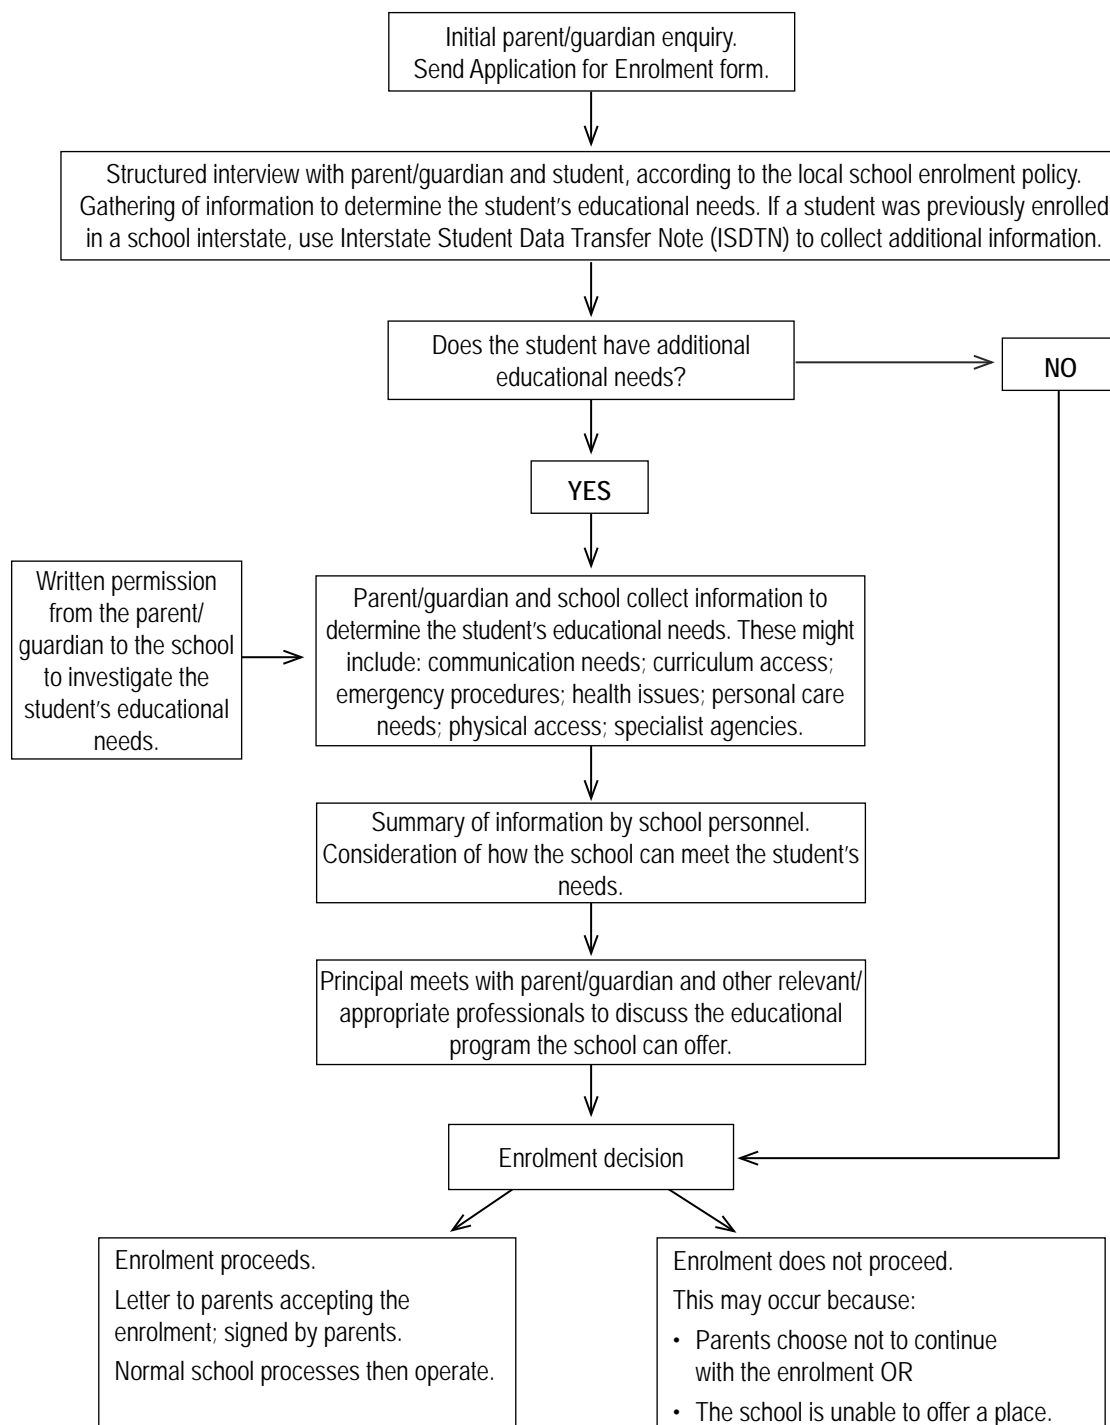 Initial parent/guardian enquiry.
Send Application for Enrolment form.
Structured interview with parent/guardian and student, according to the local school enrolment policy.
Gathering of information to determine the student’s educational needs. If a student was previously enrolled
in a school interstate, use Interstate Student Data Transfer Note (ISDTN) to collect additional information.
Does the student have additional
educational needs?
NO
YES
Written permission
from the parent/
guardian to the school
to investigate the
student’s educational
needs.
Parent/guardian and school collect information to
determine the student’s educational needs. These might
include: communication needs; curriculum access;
emergency procedures; health issues; personal care
needs; physical access; specialist agencies.
Summary of information by school personnel.
Consideration of how the school can meet the student’s
needs.
Principal meets with parent/guardian and other relevant/
appropriate professionals to discuss the educational
program the school can offer.
Enrolment decision
Enrolment proceeds.
Letter to parents accepting the
enrolment; signed by parents.
Normal school processes then operate.
Enrolment does not proceed.
This may occur because:
• Parents choose not to continue
with the enrolment OR
• The school is unable to offer a place.